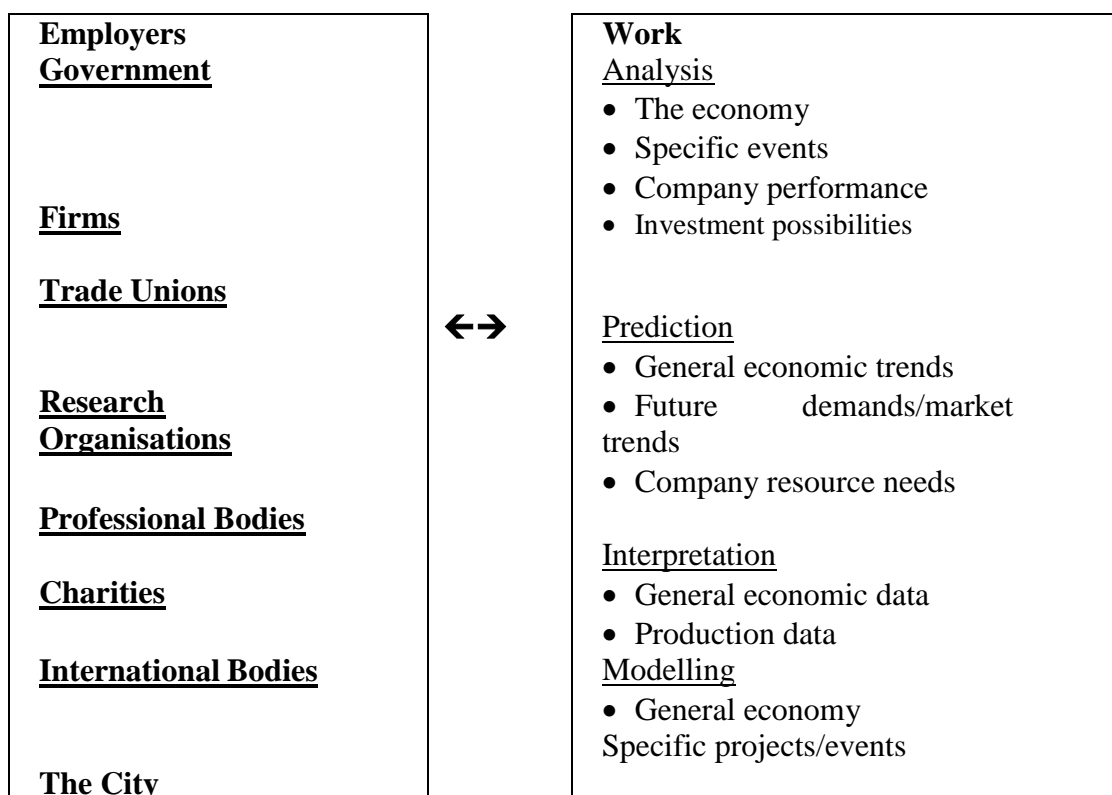 Employers
Government
Firms
Trade Unions
Research
Organisations
Professional Bodies
Charities
International Bodies
The City
Work
Analysis
• The economy
• Specific events
• Company performance
• Investment possibilities
Prediction
• General economic trends
• Future demands/market
trends
• Company resource needs
Interpretation
• General economic data
• Production data
Modelling
• General economy
Specific projects/events